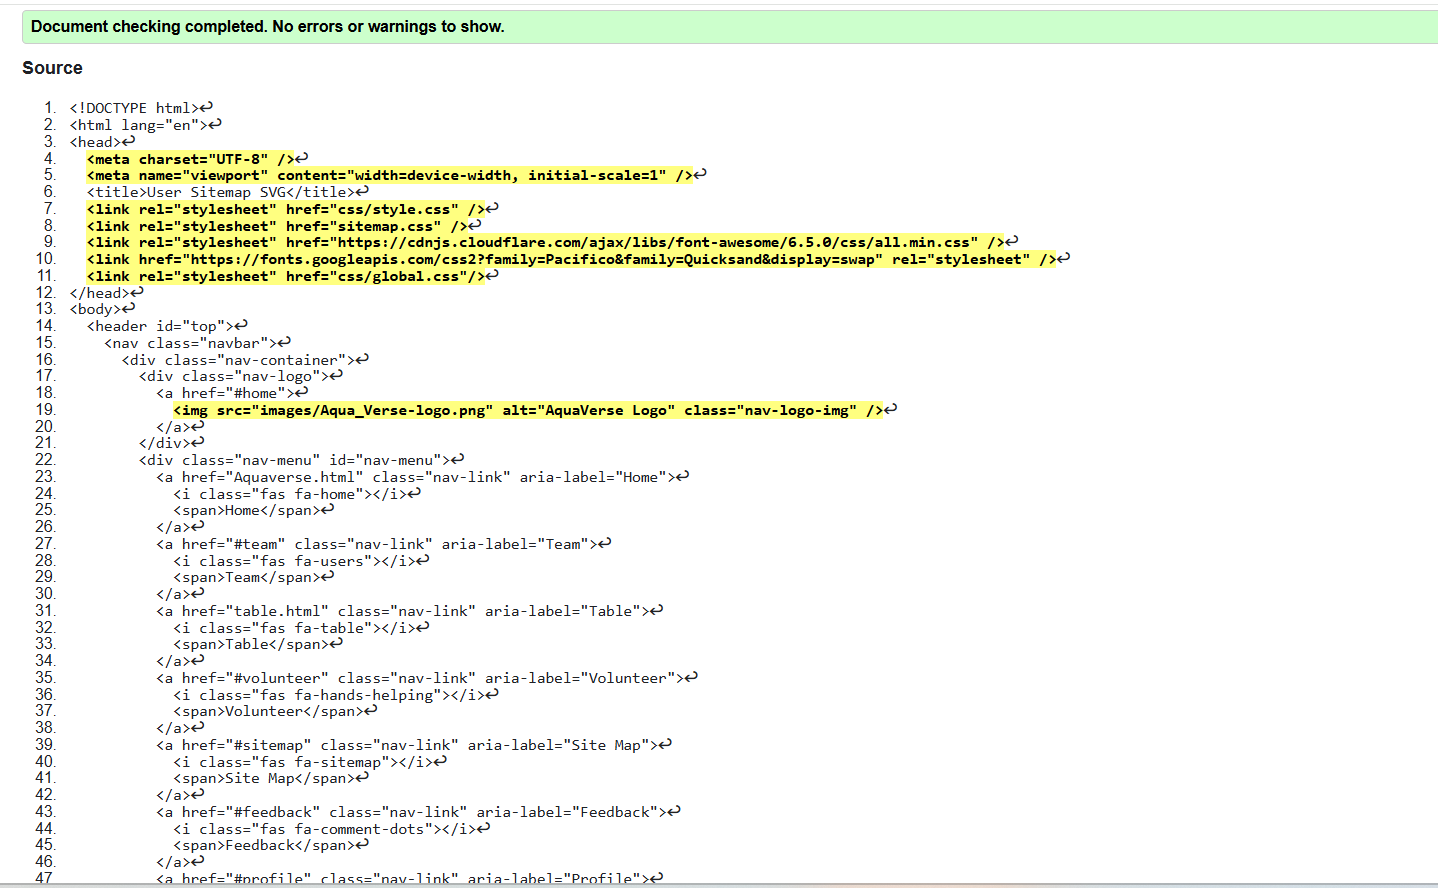 Document checking completed. No errors or warnings to show.
Source
1. <!DOCTYPE html>↩
2. <html lang="en">↩
3. <head>↩
4.   <meta charset="UTF-8" />↩
5.   <meta name="viewport" content="width=device-width, initial-scale=1" />↩
6.   <title>User Sitemap SVG</title>↩
7.   <link rel="stylesheet" href="css/style.css" />↩
8.   <link rel="stylesheet" href="sitemap.css" />↩
9.   <link rel="stylesheet" href="https://cdnjs.cloudflare.com/ajax/libs/font-awesome/6.5.0/css/all.min.css" />↩
10.   <link href="https://fonts.googleapis.com/css2?family=Pacifico&family=Quicksand&display=swap" rel="stylesheet" />↩
11.   <link rel="stylesheet" href="css/global.css"/>↩
12. </head>↩
13. <body>↩
14.   <header id="top">↩
15.     <nav class="navbar">↩
16.       <div class="nav-container">↩
17.         <div class="nav-logo">↩
18.           <a href="#home">↩
19.             <img src="images/Aqua_Verse-logo.png" alt="AquaVerse Logo" class="nav-logo-img" />↩
20.           </a>↩
21.         </div>↩
22.         <div class="nav-menu" id="nav-menu">↩
23.           <a href="Aquaverse.html" class="nav-link" aria-label="Home">↩
24.             <i class="fas fa-home"></i>↩
25.             <span>Home</span>↩
26.           </a>↩
27.           <a href="#team" class="nav-link" aria-label="Team">↩
28.             <i class="fas fa-users"></i>↩
29.             <span>Team</span>↩
30.           </a>↩
31.           <a href="table.html" class="nav-link" aria-label="Table">↩
32.             <i class="fas fa-table"></i>↩
33.             <span>Table</span>↩
34.           </a>↩
35.           <a href="#volunteer" class="nav-link" aria-label="Volunteer">↩
36.             <i class="fas fa-hands-helping"></i>↩
37.             <span>Volunteer</span>↩
38.           </a>↩
39.           <a href="#sitemap" class="nav-link" aria-label="Site Map">↩
40.             <i class="fas fa-sitemap"></i>↩
41.             <span>Site Map</span>↩
42.           </a>↩
43.           <a href="#feedback" class="nav-link" aria-label="Feedback">↩
44.             <i class="fas fa-comment-dots"></i>↩
45.             <span>Feedback</span>↩
46.           </a>↩
47           <a href="#profile" class="nav-link" aria-label="Profile">↩